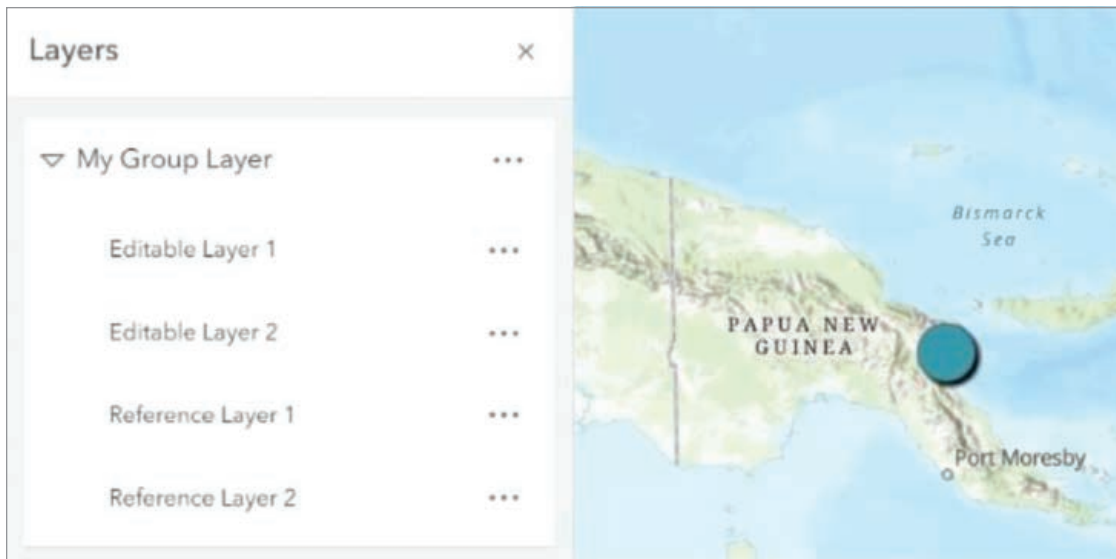 Layers
My Group Layer
Editable Layer 1
Editable Layer 2
Reference Layer 1
Reference Layer 2
Bismarck
Sea
PAPUA NEW
GUINEA
Port Moresby